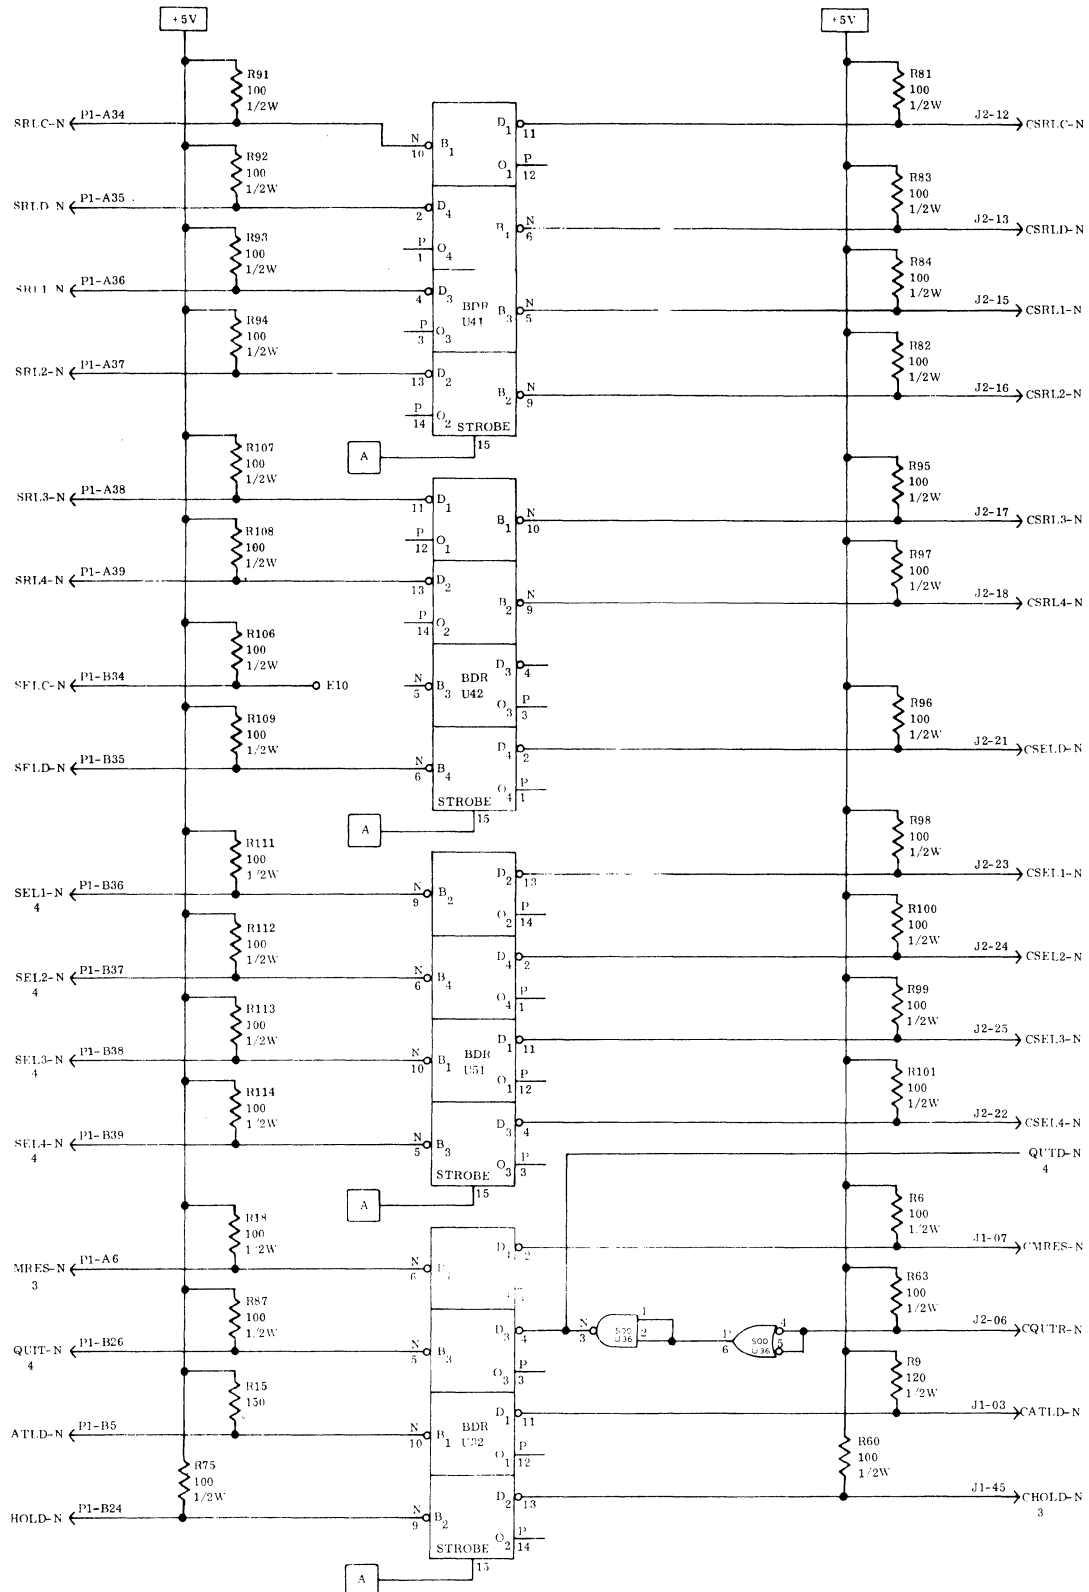 +5V
+5V
R91
100
1/2W
R81
100
1/2W
SRLC-N
P1-A34
N
10
B1
D1
11
J2-12
CSRLC-N
O1
P
12
R92
100
1/2W
R83
100
1/2W
SRLD-N
P1-A35
2
D4
B4
N
6
J2-13
CSRLD-N
P
1
O4
R93
100
1/2W
R84
100
1/2W
SRL1-N
P1-A36
4
D3
BDR
U41
B3
N
5
J2-15
CSRL1-N
P
3
O3
R94
100
1/2W
R82
100
1/2W
SRL2-N
P1-A37
13
D2
B2
N
9
J2-16
CSRL2-N
P
14
O2
STROBE
15
A
R107
100
1/2W
R95
100
1/2W
SRL3-N
P1-A38
11
D1
B1
N
10
J2-17
CSRL3-N
P
12
O1
R108
100
1/2W
R97
100
1/2W
SRL4-N
P1-A39
13
D2
B2
N
9
J2-18
CSRL4-N
P
14
O2
R106
100
1/2W
SELC-N
P1-B34
E10
N
5
B3
BDR
U42
D3
4
O3
P
3
R109
100
1/2W
R96
100
1/2W
SELD-N
P1-B35
N
6
B4
D4
2
J2-21
CSELD-N
O4
P
1
STROBE
15
A
R111
100
1/2W
R98
100
1/2W
SEL1-N
4
P1-B36
N
9
B2
D2
13
J2-23
CSEL1-N
O2
P
14
R112
100
1/2W
R100
100
1/2W
SEL2-N
4
P1-B37
N
6
B4
D4
2
J2-24
CSEL2-N
O4
P
1
R113
100
1/2W
R99
100
1/2W
SEL3-N
4
P1-B38
N
10
B1
BDR
U51
D1
11
J2-25
CSEL3-N
O1
P
12
R114
100
1/2W
R101
100
1/2W
SEL4-N
4
P1-B39
N
5
B3
D3
4
J2-22
CSEL4-N
O3
P
3
STROBE
15
A
QUTD-N
4
R18
100
1/2W
R6
100
1/2W
MRES-N
3
P1-A6
N
6
2
J1-07
CMRES-N
R87
100
1/2W
R63
100
1/2W
QUIT-N
4
P1-B26
N
5
B3
D3
4
N
3
S00
U36
1
2
P
6
S00
U36
4
5
J2-06
CQUTR-N
O3
P
3
R15
150
R9
120
1/2W
ATLD-N
P1-B5
N
10
B1
BDR
U32
D1
11
J1-03
CATLD-N
O1
P
12
R75
100
1/2W
R60
100
1/2W
HOLD-N
P1-B24
N
9
B2
D2
13
J1-45
CHOLD-N
3
O2
P
14
STROBE
15
A